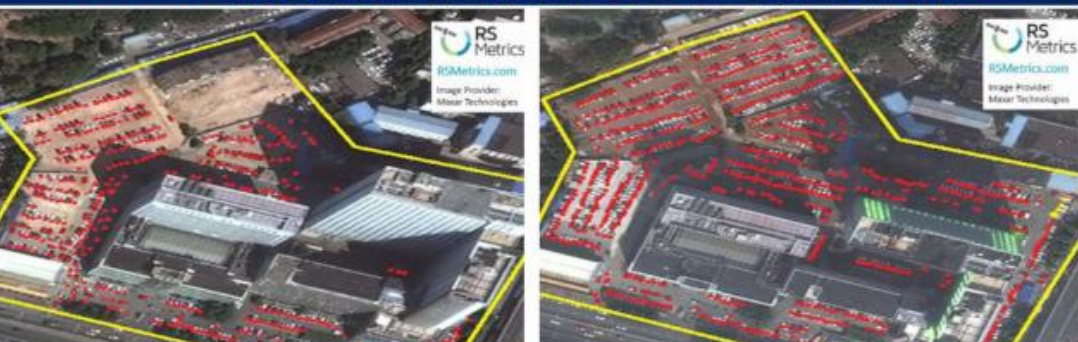 RS
Metrics
RSMetrics.com
Image Provider:
Maxar Technologies
RS
Metrics
RSMetrics.com
Image Provider:
Maxar Technologies